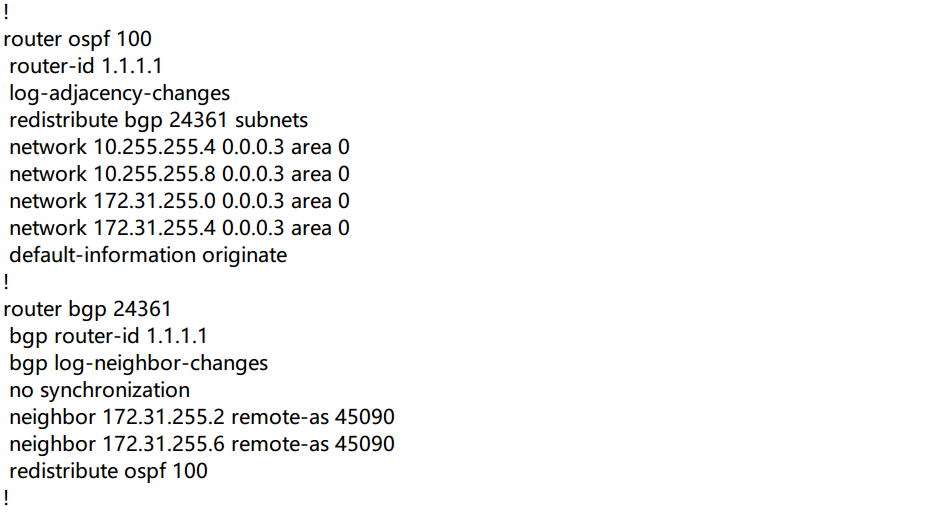 !
router ospf 100
router-id 1.1.1.1
log-adjacency-changes
redistribute bgp 24361 subnets
network 10.255.255.4 0.0.0.3 area 0
network 10.255.255.8 0.0.0.3 area 0
network 172.31.255.0 0.0.0.3 area 0
network 172.31.255.4 0.0.0.3 area 0
default-information originate
!
router bgp 24361
bgp router-id 1.1.1.1
bgp log-neighbor-changes
no synchronization
neighbor 172.31.255.2 remote-as 45090
neighbor 172.31.255.6 remote-as 45090
redistribute ospf 100
!